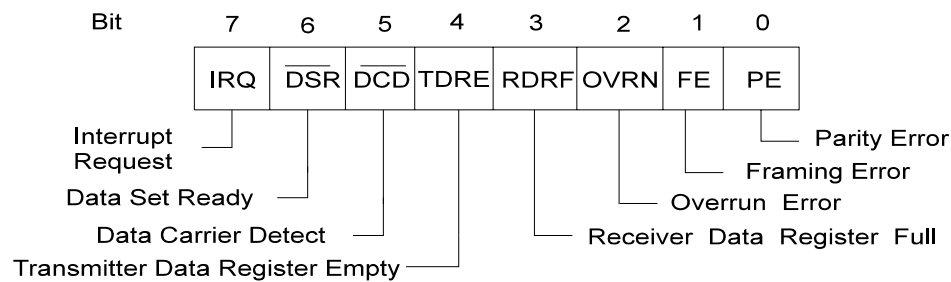 Bit 7 6 5 4 3 2 1 0
IRQ DSR DCD TDRE RDRF OVRN FE PE
Interrupt Request
Parity Error
Framing Error
Data Set Ready
Overrun Error
Data Carrier Detect
Receiver Data Register Full
Transmitter Data Register Empty